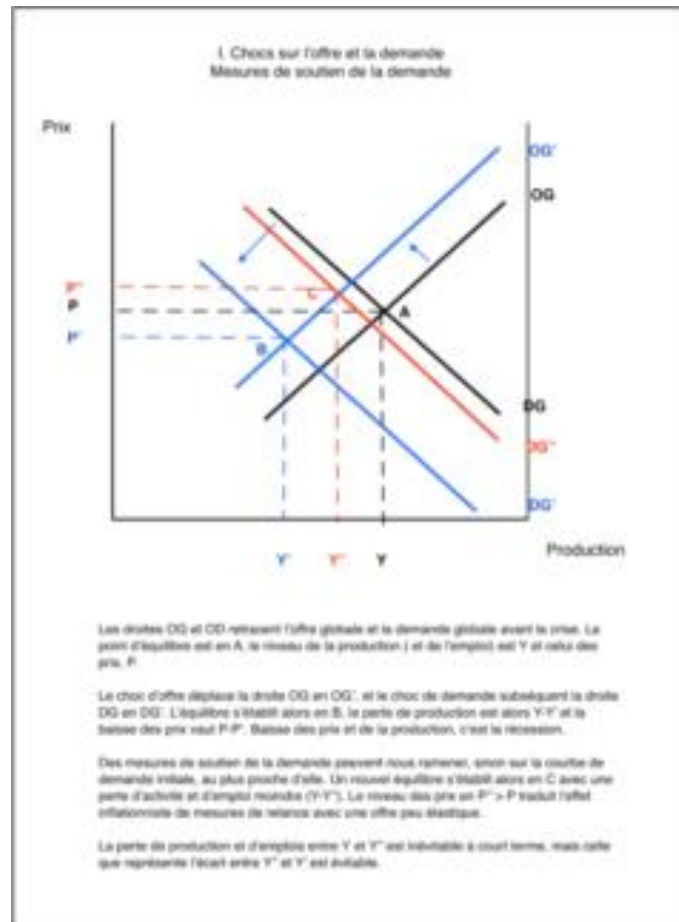 I. Chocs sur l'offre et la demande
Mesures de soutien de la demande
Prix
OG'
OG
P''
P
P'
C
A
B
DG
DG''
DG'
Y'
Y''
Y
Production
Les droites OG et OD retracent l'offre globale et la demande globale avant la crise. Le
point d'équilibre est en A, le niveau de la production ( et de l'emploi) est Y et celui des
prix, P.
Le choc d'offre déplace la droite OG en OG', et le choc de demande subséquent la droite
DG en DG'. L'équilibre s'établit alors en B, la perte de production est alors Y-Y' et la
baisse des prix vaut P-P'. Baisse des prix et de la production, c'est la récession.
Des mesures de soutien de la demande peuvent nous ramener, sinon sur la courbe de
demande initiale, au plus proche d'elle. Un nouvel équilibre s'établit alors en C avec une
perte d'activité et d'emploi moindre (Y-Y''). Le niveau des prix en P'' > P traduit l'effet
inflationniste de mesures de relance avec une offre peu élastique.
La perte de production et d'emplois entre Y et Y'' est inévitable à court terme, mais celle
que représente l'écart entre Y'' et Y' est évitable.